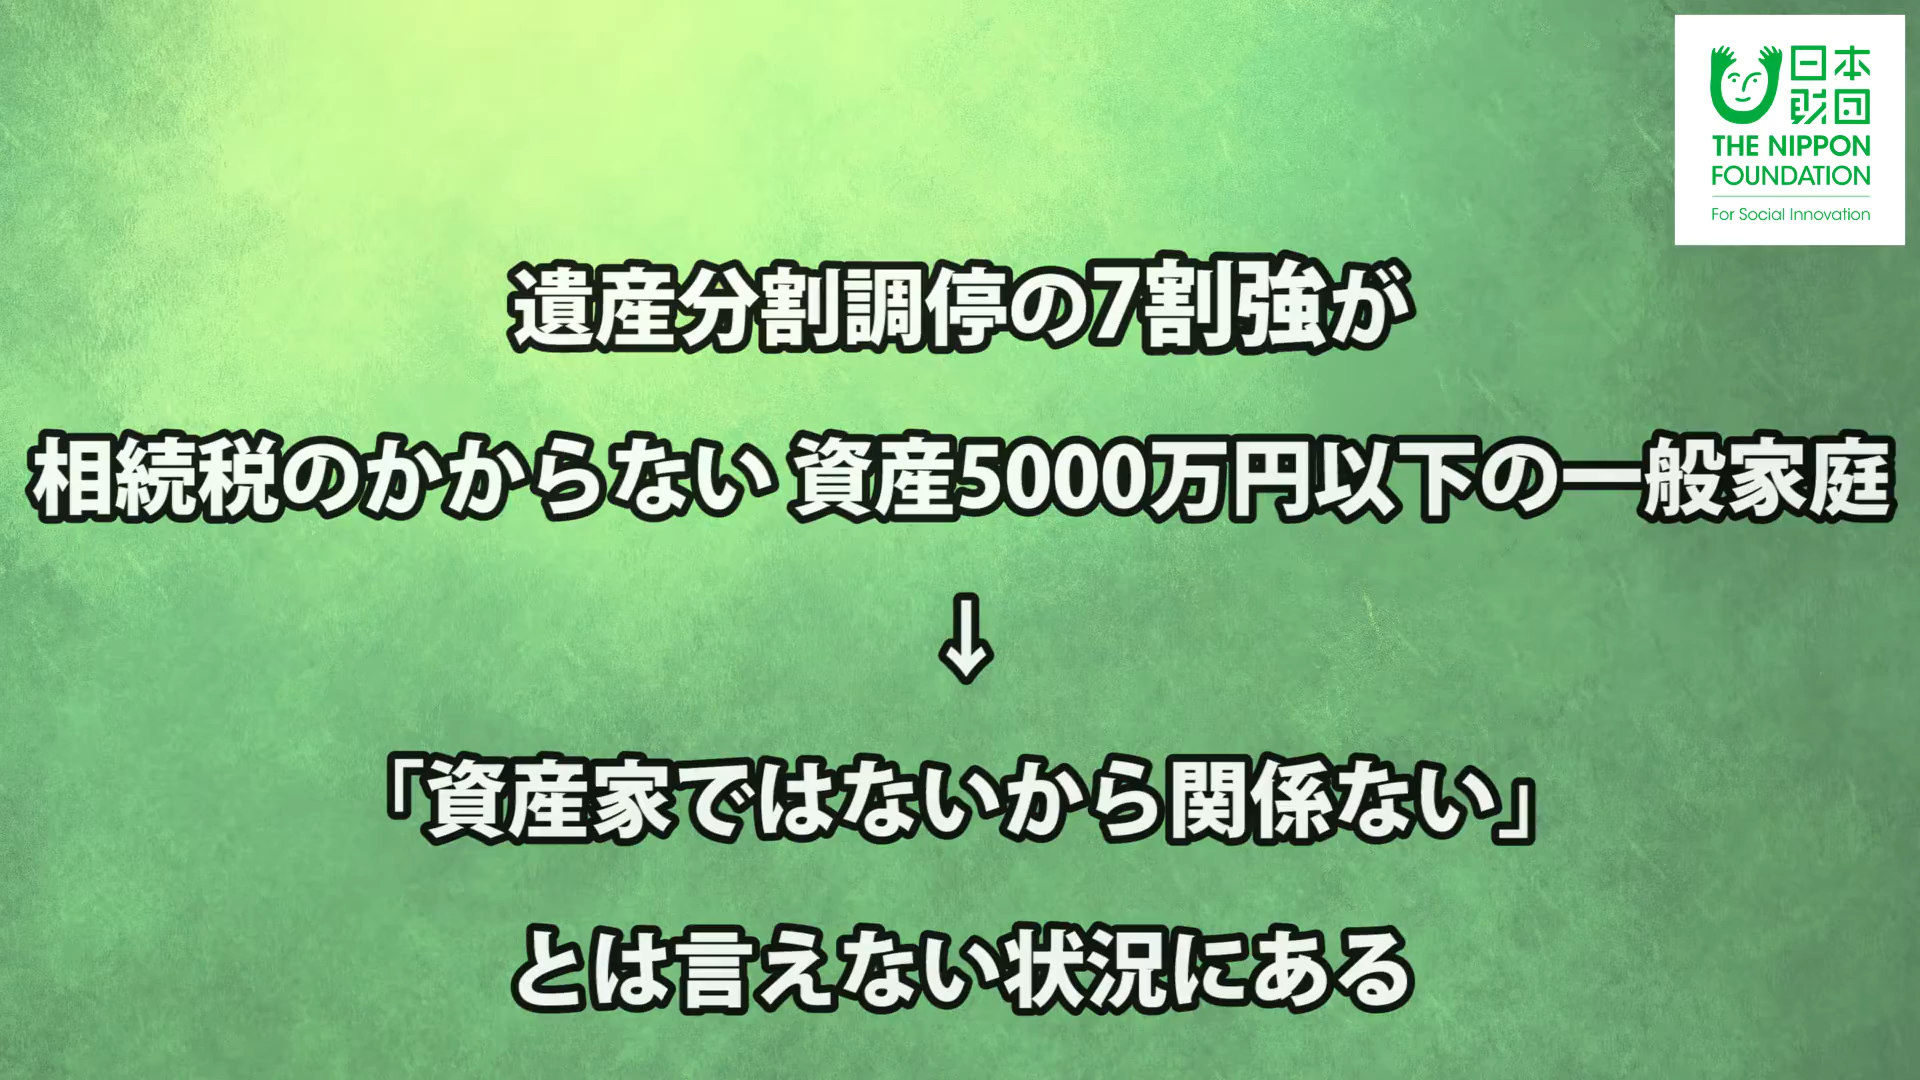 日本
財団
THE NIPPON
FOUNDATION
For Social Innovation
遺産分割調停の7割強が
相続税のかからない 資産5000万円以下の一般家庭
↓
「資産家ではないから関係ない」
とは言えない状況にある